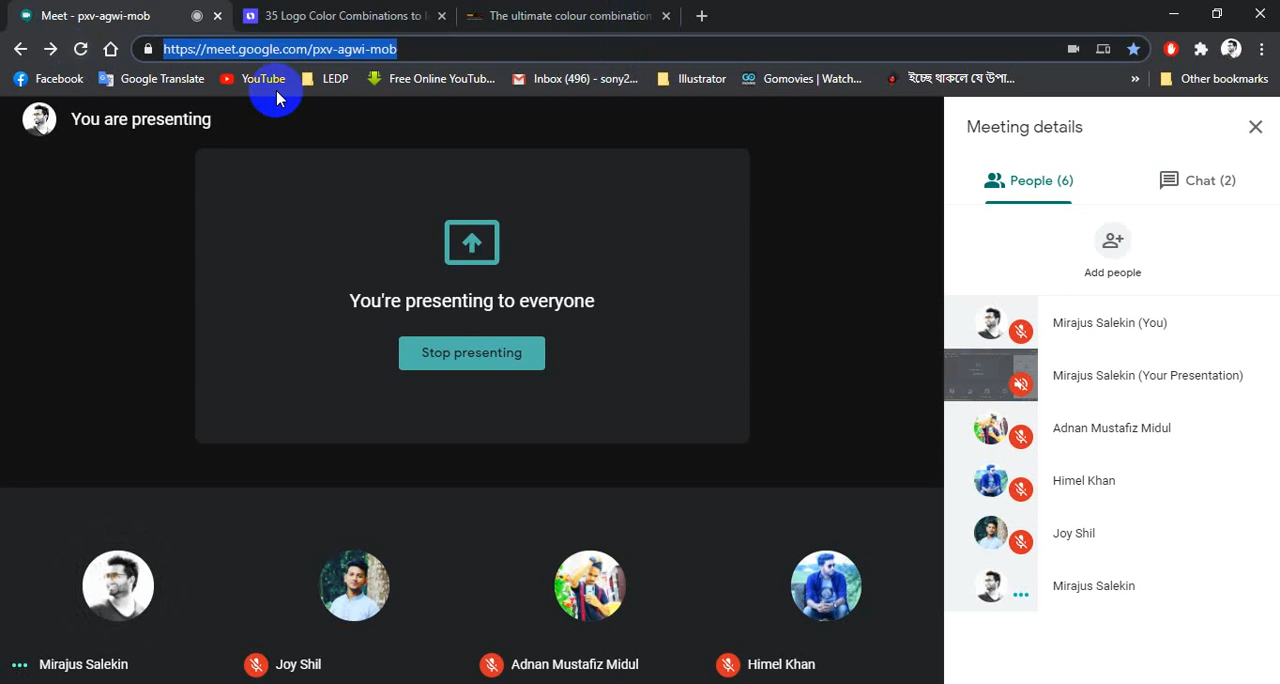 Meet - pxv-agwi-mob
35 Logo Color Combinations to I
The ultimate colour combination
https://meet.google.com/pxv-agwi-mob
Facebook
Google Translate
YouTube
LEDP
Free Online YouTub...
Inbox (496) - sony2...
Illustrator
Gomovies | Watch...
ইচ্ছে থাকলে যে উপা...
»
Other bookmarks
You are presenting
You're presenting to everyone
Stop presenting
Mirajus Salekin
Joy Shil
Adnan Mustafiz Midul
Himel Khan
Meeting details
People (6)
Chat (2)
Add people
Mirajus Salekin (You)
Mirajus Salekin (Your Presentation)
Adnan Mustafiz Midul
Himel Khan
Joy Shil
Mirajus Salekin